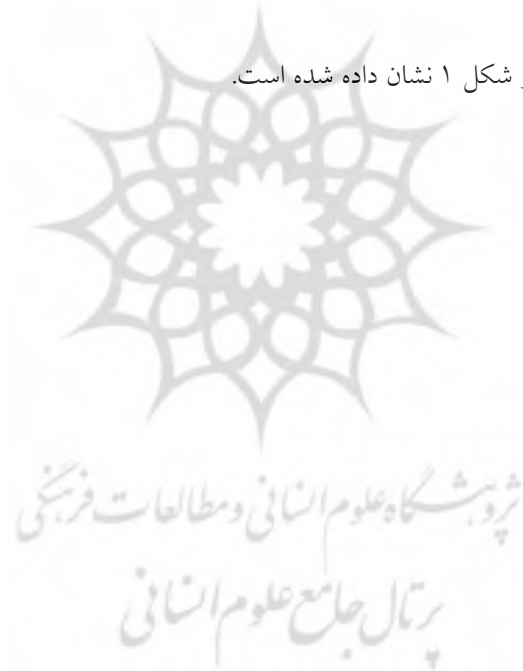 شکل ۱ نشان داده شده است.
پژوهشگاه علوم انسانی و مطالعات فرهنگی
پرتال جامع علوم انسانی